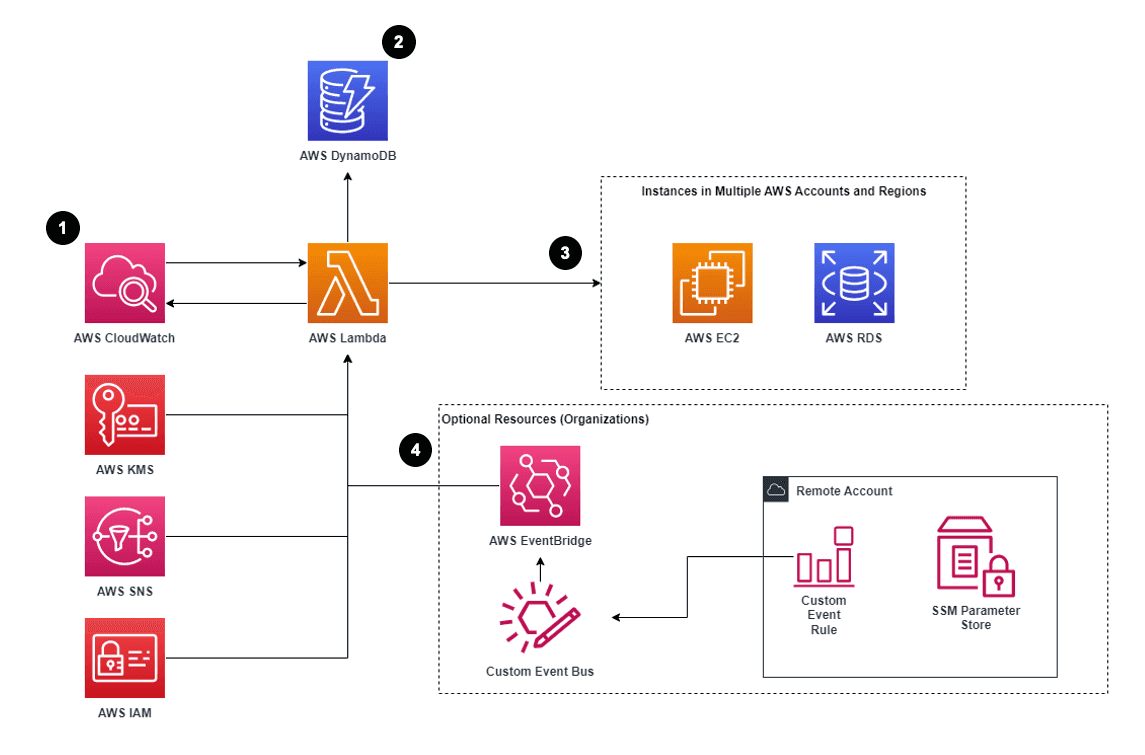 2
AWS DynamoDB
Instances in Multiple AWS Accounts and Regions
1
3
AWS CloudWatch
AWS Lambda
AWS EC2
AWS RDS
Optional Resources (Organizations)
4
AWS KMS
Remote Account
AWS EventBridge
AWS SNS
Custom
Event
Rule
SSM Parameter
Store
Custom Event Bus
AWS IAM